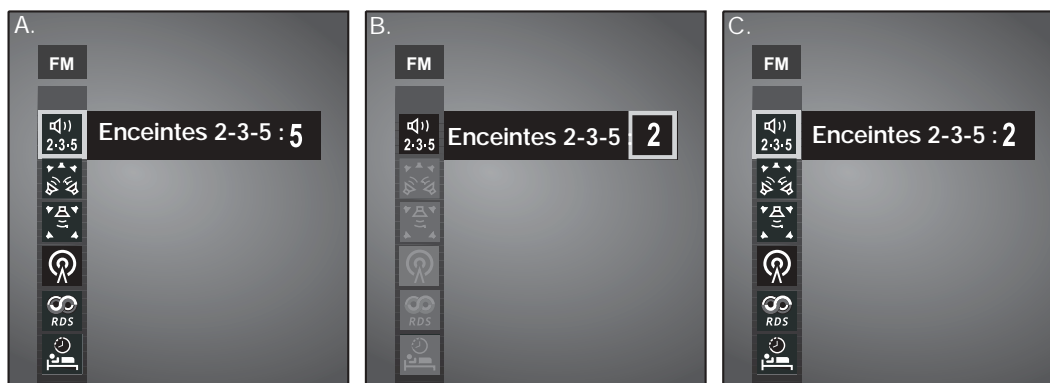 A.
FM
2·3·5
Enceintes 2-3-5 : 5
RDS
B.
FM
2·3·5
Enceintes 2-3-5 : 2
RDS
C.
FM
2·3·5
Enceintes 2-3-5 : 2
RDS